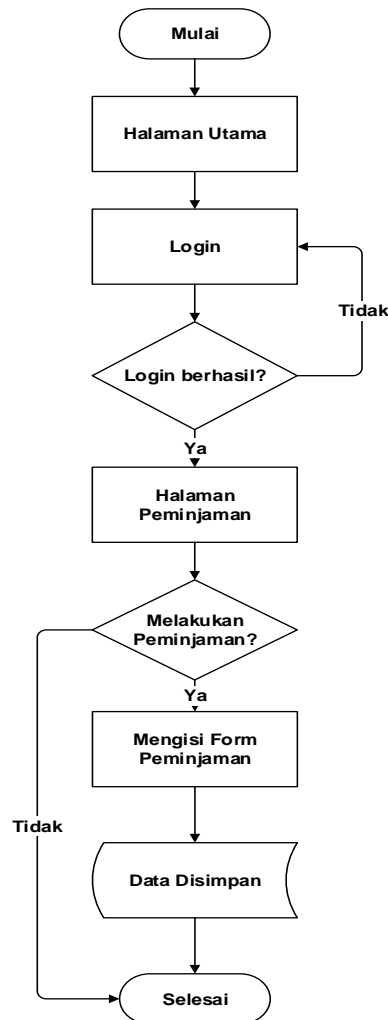 Mulai
Halaman Utama
Login
Tidak
Login berhasil?
Ya
Halaman
Peminjaman
Melakukan
Peminjaman?
Ya
Mengisi Form
Peminjaman
Tidak
Data Disimpan
Selesai